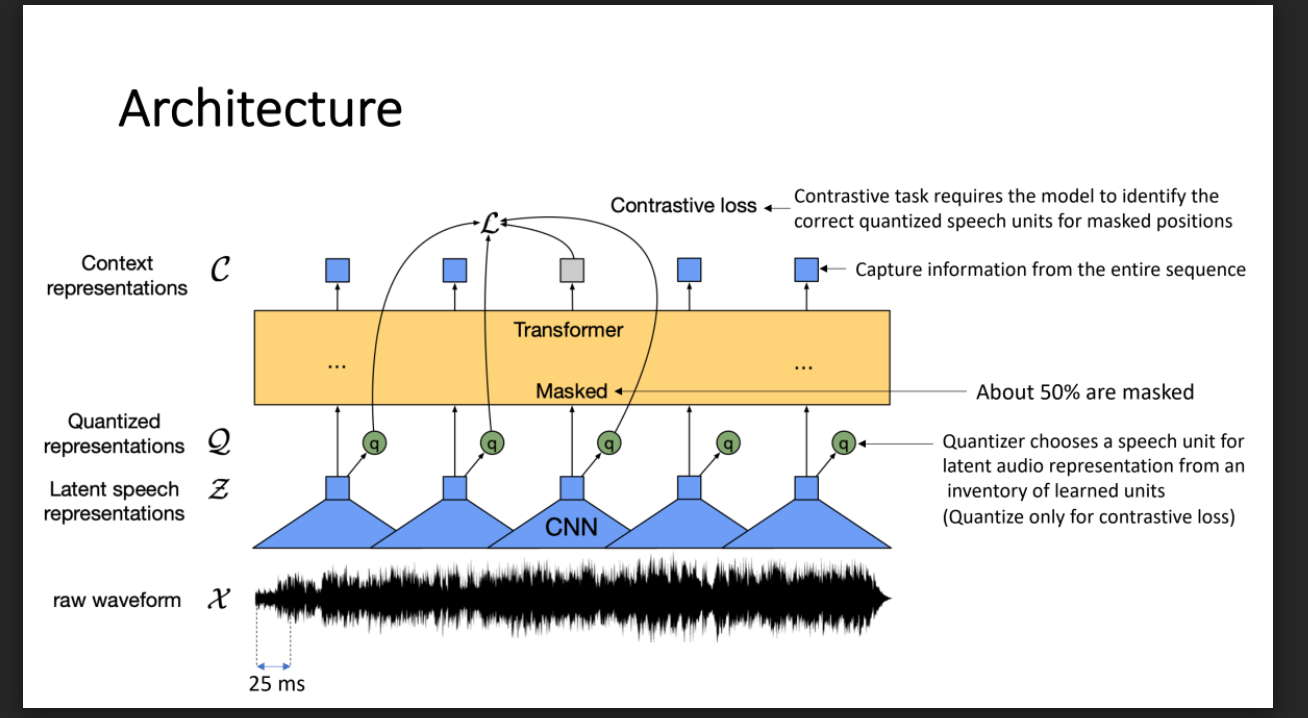 Architecture
Contrastive loss
Contrastive task requires the model to identify the
correct quantized speech units for masked positions
ℒ
Context
representations
𝒞
Capture information from the entire sequence
Transformer
...
...
Masked
About 50% are masked
Quantized
representations
𝒬
q
q
q
q
q
Quantizer chooses a speech unit for
latent audio representation from an
inventory of learned units
(Quantize only for contrastive loss)
Latent speech
representations
𝒵
CNN
raw waveform
𝒳
25 ms